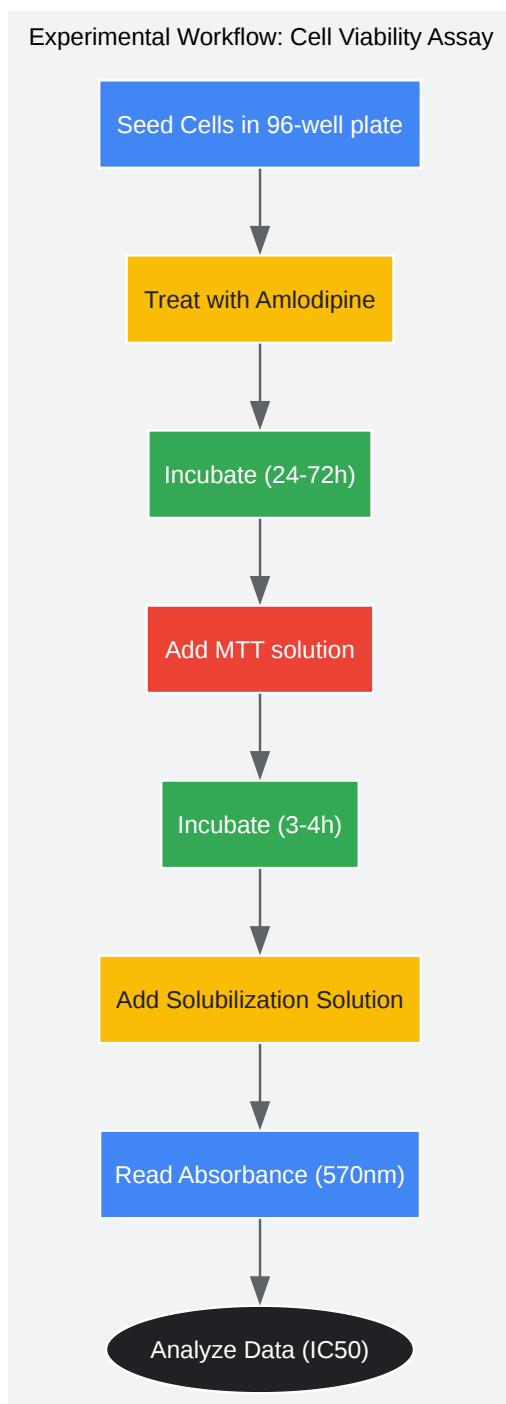 Experimental Workflow: Cell Viability Assay
Seed Cells in 96-well plate
Treat with Amlodipine
Incubate (24-72h)
Add MTT solution
Incubate (3-4h)
Add Solubilization Solution
Read Absorbance (570nm)
Analyze Data (IC50)